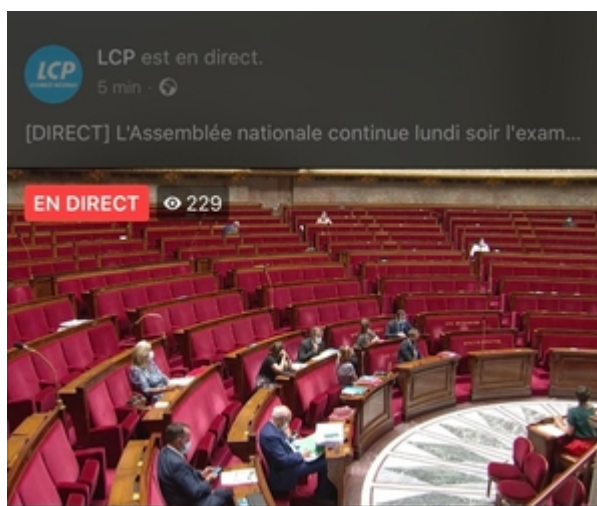 LCP
LCP est en direct.
5 min ·
[DIRECT] L'Assemblée nationale continue lundi soir l'exam...
EN DIRECT 229